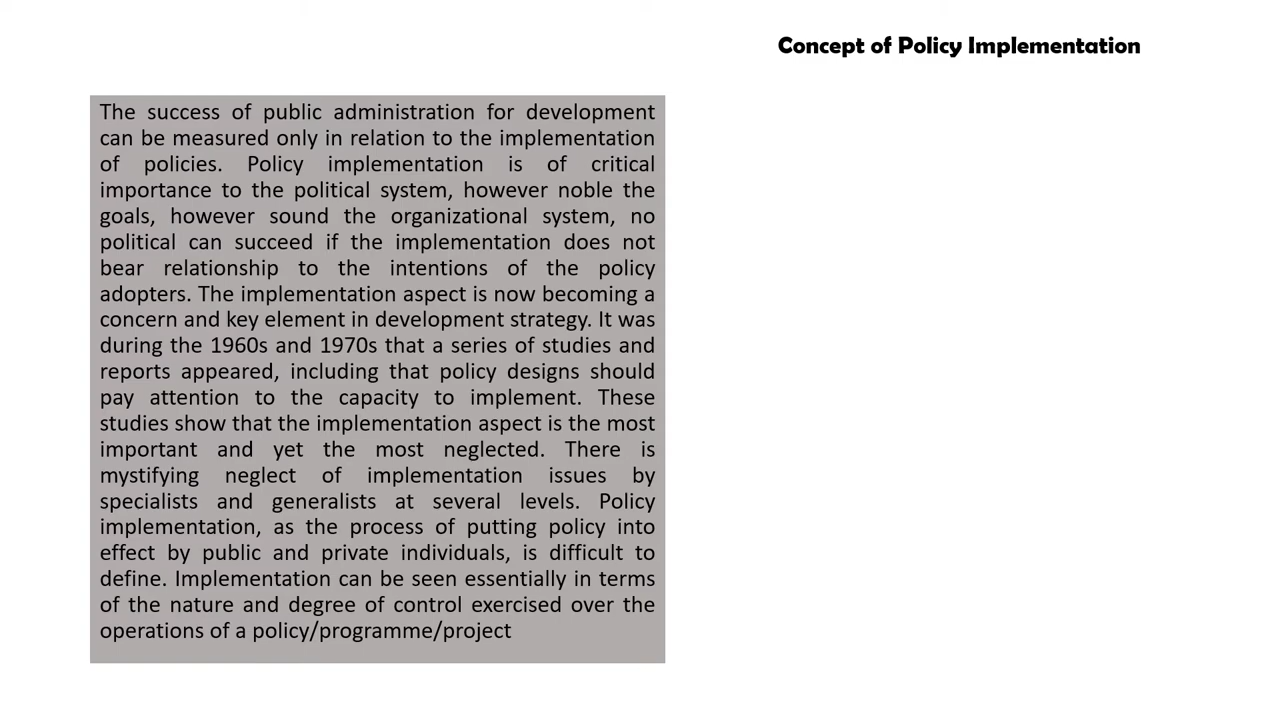 Concept of Policy Implementation
The success of public administration for development
can be measured only in relation to the implementation
of policies. Policy implementation is of critical
importance to the political system, however noble the
goals, however sound the organizational system, no
political can succeed if the implementation does not
bear relationship to the intentions of the policy
adopters. The implementation aspect is now becoming a
concern and key element in development strategy. It was
during the 1960s and 1970s that a series of studies and
reports appeared, including that policy designs should
pay attention to the capacity to implement. These
studies show that the implementation aspect is the most
important and yet the most neglected. There is
mystifying neglect of implementation issues by
specialists and generalists at several levels. Policy
implementation, as the process of putting policy into
effect by public and private individuals, is difficult to
define. Implementation can be seen essentially in terms
of the nature and degree of control exercised over the
operations of a policy/programme/project